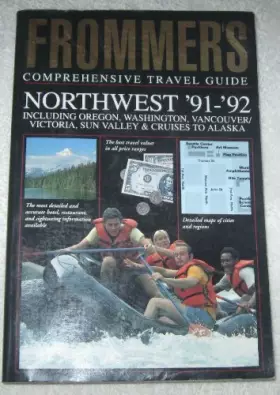 FROMMERS
COMPREHENSIVE TRAVEL GUIDE
NORTHWEST '91-'92
INCLUDING OREGON, WASHINGTON, VANCOUVER/
VICTORIA, SUN VALLEY & CRUISES TO ALASKA
The best travel value
in all price ranges
The most detailed and
accurate hotel, restaurant,
and sightseeing information
available
Detailed maps of cities
and regions